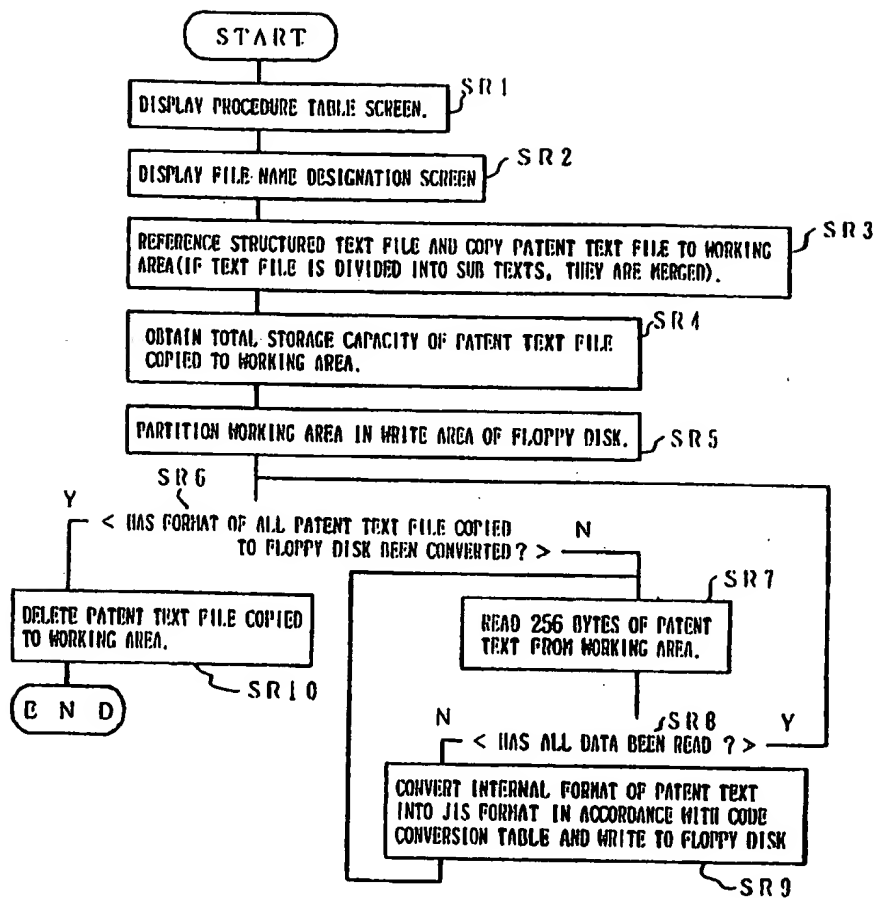 START
SR1
DISPLAY PROCEDURE TABLE SCREEN.
SR2
DISPLAY FILE NAME DESIGNATION SCREEN
SR3
REFERENCE STRUCTURED TEXT FILE AND COPY PATENT TEXT FILE TO WORKING
AREA(IF TEXT FILE IS DIVIDED INTO SUB TEXTS, THEY ARE MERGED).
SR4
OBTAIN TOTAL STORAGE CAPACITY OF PATENT TEXT FILE
COPIED TO WORKING AREA.
PARTITION WORKING AREA IN WRITE AREA OF FLOPPY DISK.
SR5
SR6
Y
< HAS FORMAT OF ALL PATENT TEXT FILE COPIED
TO FLOPPY DISK BEEN CONVERTED? >
N
SR7
DELETE PATENT TEXT FILE COPIED
TO WORKING AREA.
SR10
END
READ 256 BYTES OF PATENT
TEXT FROM WORKING AREA.
SR8
N
< HAS ALL DATA BEEN READ ? >
Y
CONVERT INTERNAL FORMAT OF PATENT TEXT
INTO JIS FORMAT IN ACCORDANCE WITH CODE
CONVERSION TABLE AND WRITE TO FLOPPY DISK
SR9